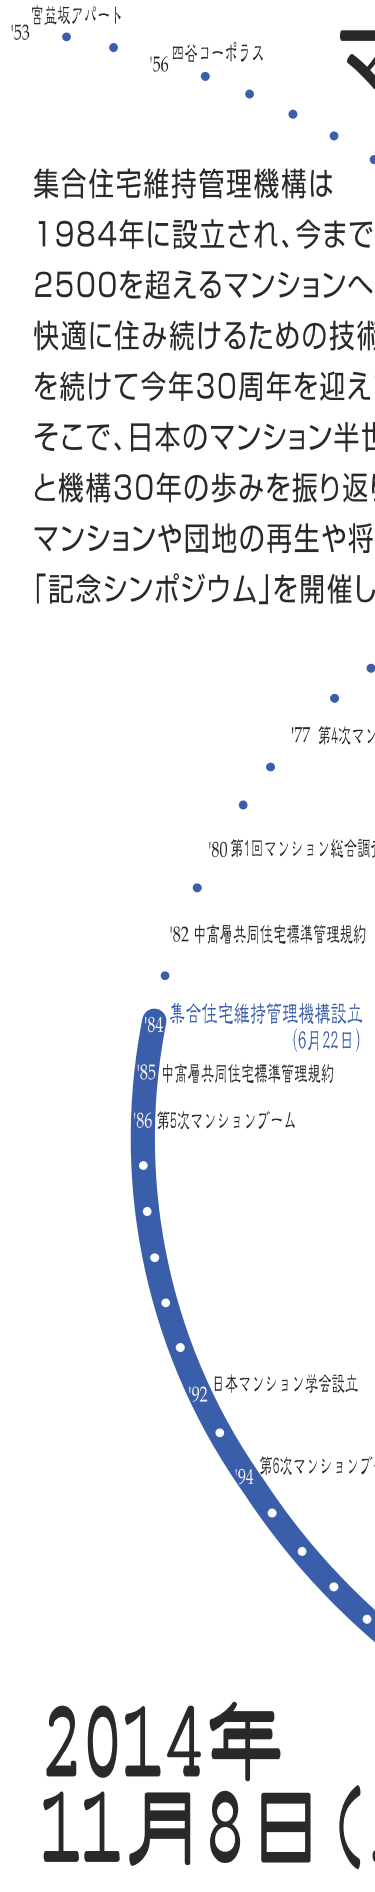 '53 宮益坂アパート
'56 四谷コーポラス
集合住宅維持管理機構は
1984年に設立され、今まで
2500を超えるマンションへ
快適に住み続けるための技術
を続けて今年30周年を迎え
そこで、日本のマンション半世
と機構30年の歩みを振り返り
マンションや団地の再生や将
「記念シンポジウム」を開催し
'77 第4次マン
'80 第1回マンション総合調査
'82 中高層共同住宅標準管理規約
'84 集合住宅維持管理機構設立
(6月22日)
'85 中高層共同住宅標準管理規約
'86 第5次マンションブーム
'92 日本マンション学会設立
'94 第6次マンションブ
2014年
11月8日(